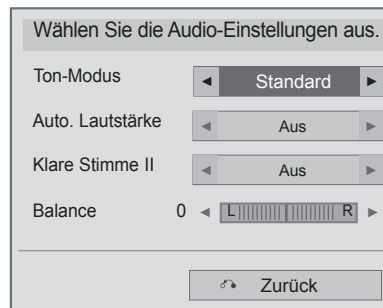 Wählen Sie die Audio-Einstellungen aus.
Ton-Modus ◄ Standard ►
Auto. Lautstärke ◄ Aus ►
Klare Stimme II ◄ Aus ►
Balance 0 ◄ L R ►
Zurück